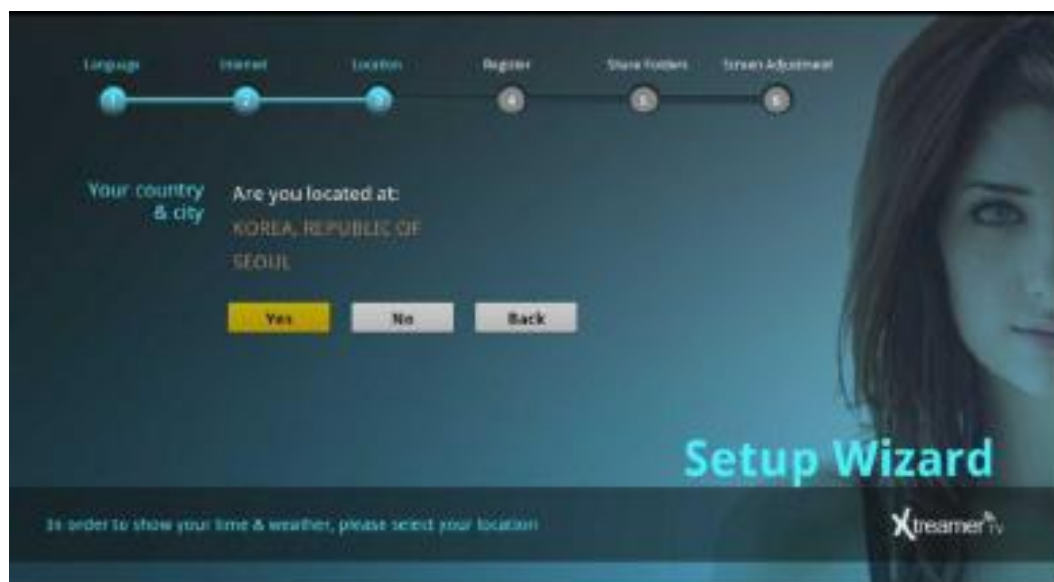 Language Internet Location Register Share Folders Screen Adjustment
1 2 3 4 5 6
Your country
& city
Are you located at:
KOREA, REPUBLIC OF
SEOUL
Yes No Back
Setup Wizard
In order to show your time & weather, please select your location
Xtreamer TV